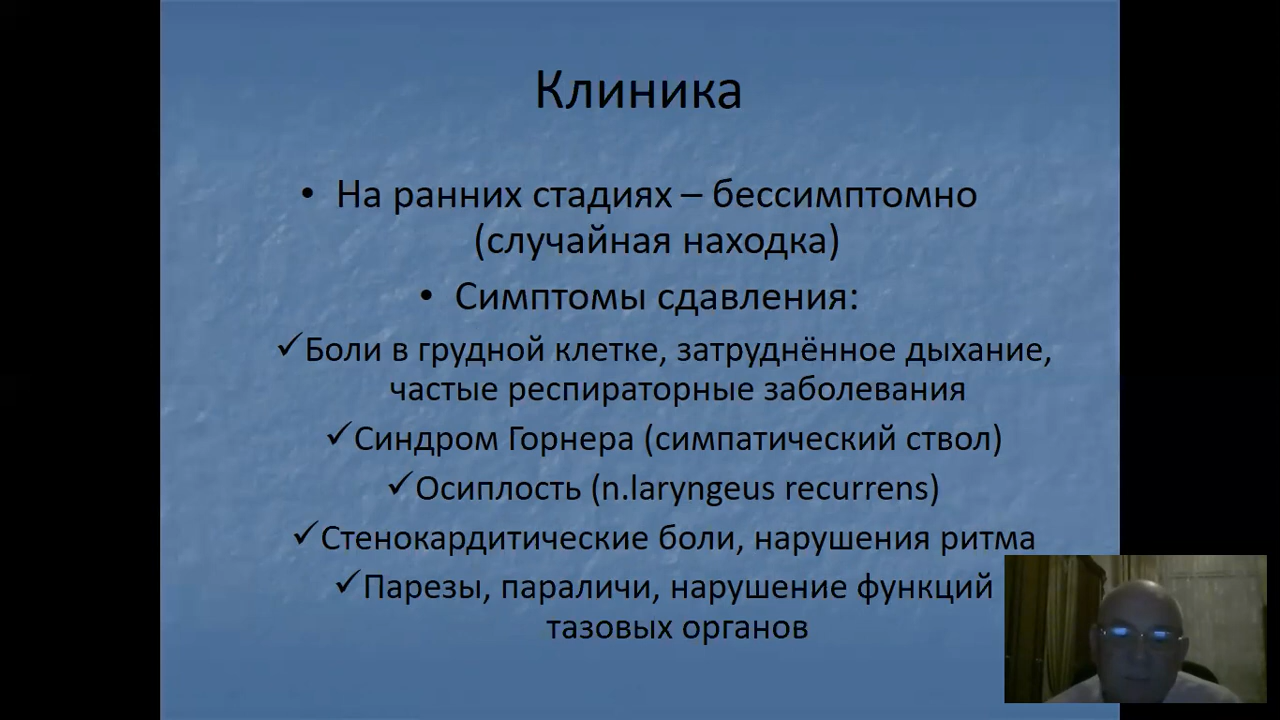 Клиника
• На ранних стадиях – бессимптомно
(случайная находка)
• Симптомы сдавления:
✓Боли в грудной клетке, затруднённое дыхание,
частые респираторные заболевания
✓Синдром Горнера (симпатический ствол)
✓Осиплость (n.laryngeus recurrens)
✓Стенокардитические боли, нарушения ритма
✓Парезы, параличи, нарушение функций
тазовых органов